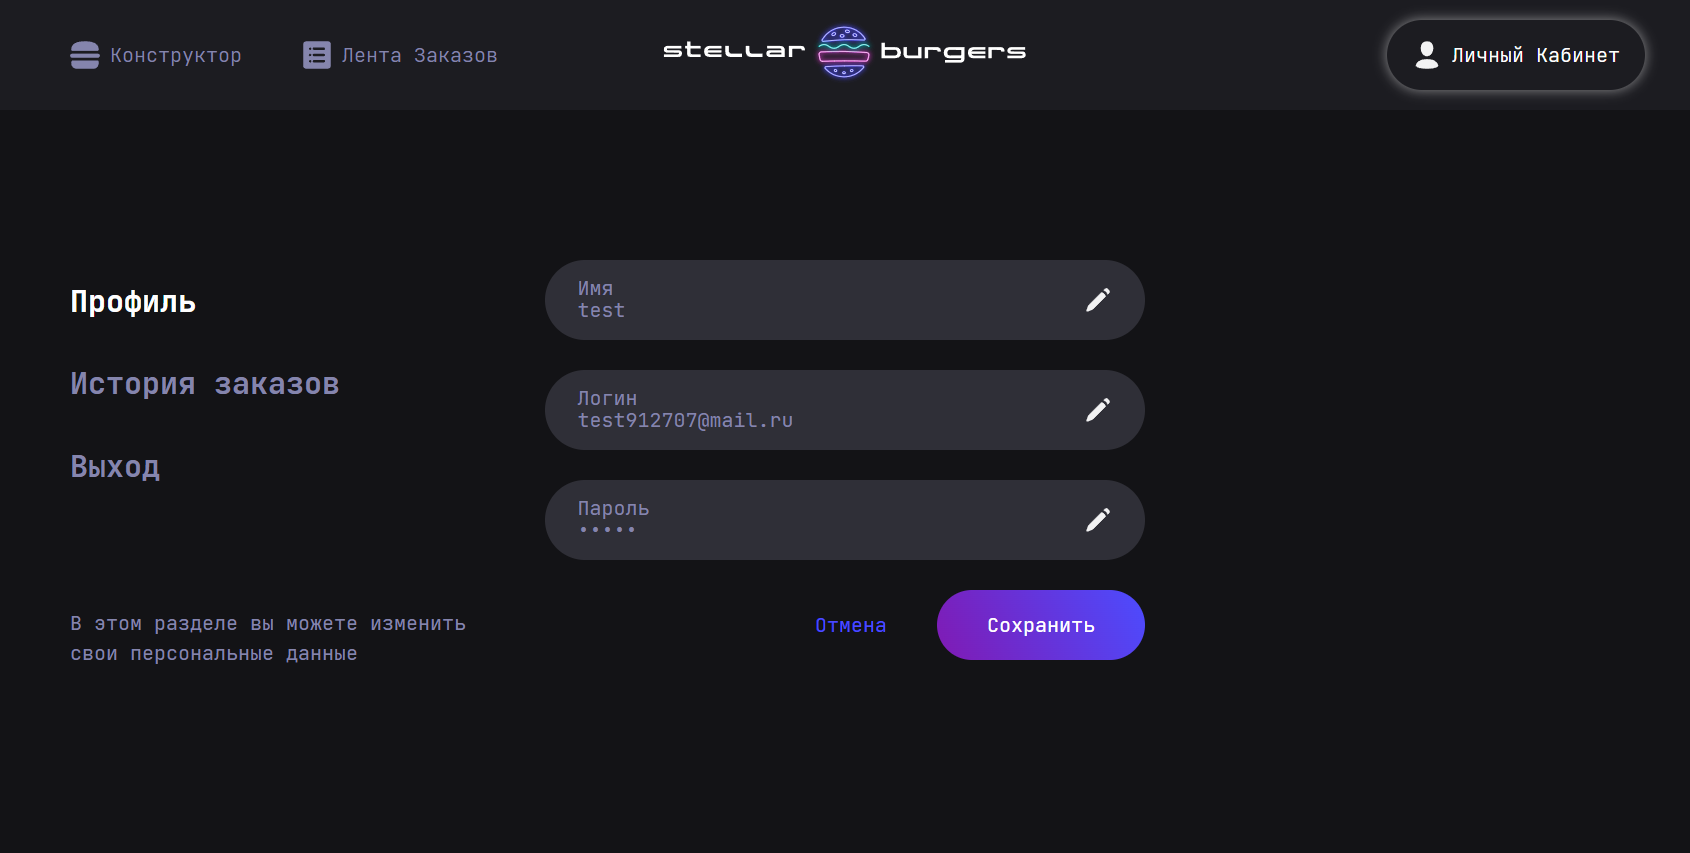 Конструктор
Лента Заказов
stellar burgers
Личный Кабинет
Профиль
История заказов
Выход
В этом разделе вы можете изменить
свои персональные данные
Имя
test
Логин
test912707@mail.ru
Пароль
•••••
Отмена
Сохранить